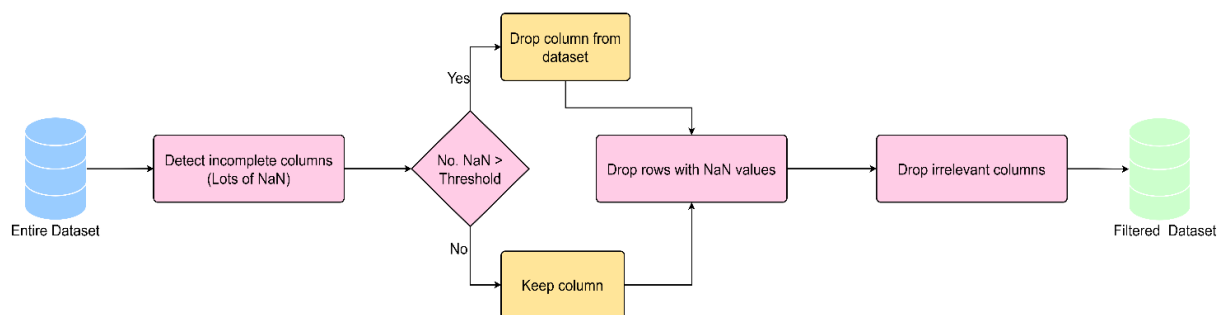 Entire Dataset
Detect incomplete columns
(Lots of NaN)
No. NaN >
Threshold
Yes
Drop column from
dataset
No
Keep column
Drop rows with NaN values
Drop irrelevant columns
Filtered Dataset